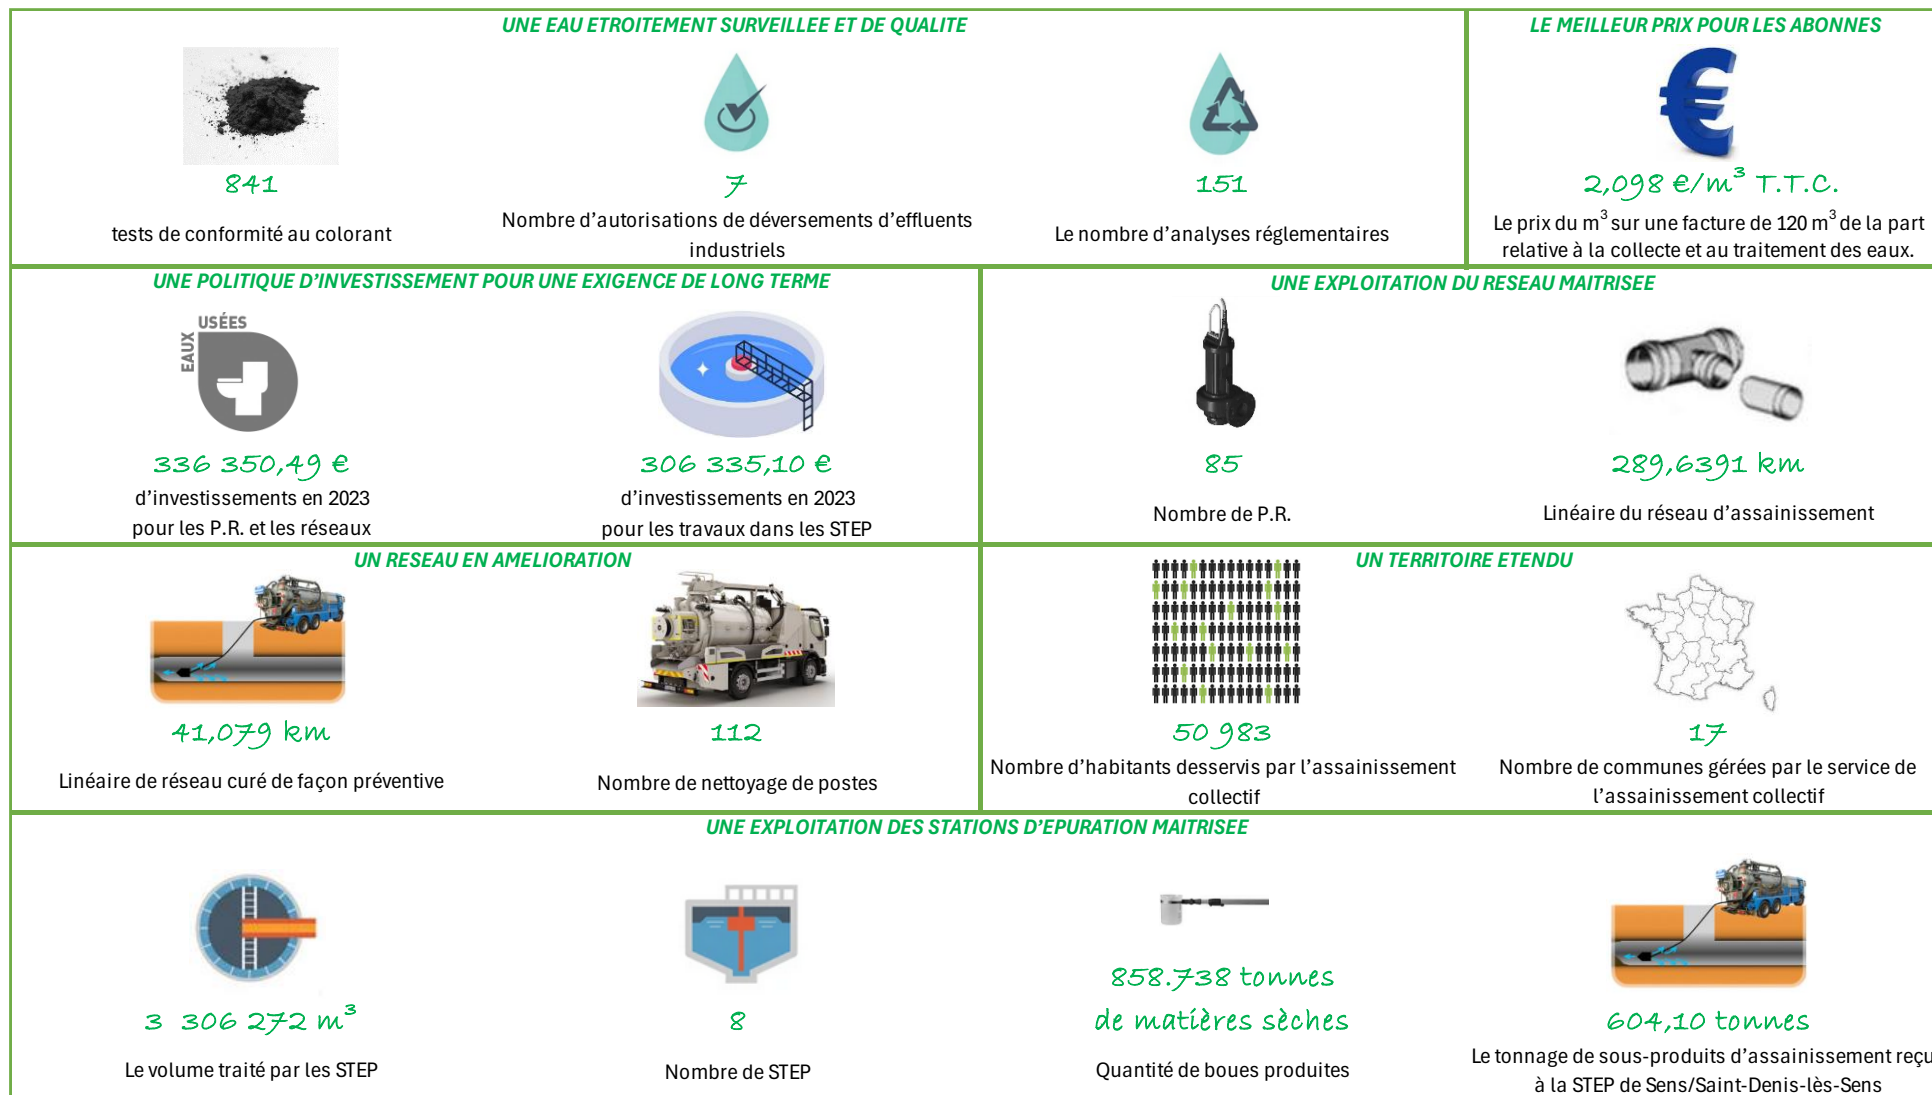 UNE EAU ETROITEMENT SURVEILLEE ET DE QUALITE
841
tests de conformité au colorant
7
Nombre d'autorisations de déversements d'effluents
industriels
151
Le nombre d'analyses réglementaires
LE MEILLEUR PRIX POUR LES ABONNES
2,098 €/m³ T.T.C.
Le prix du m³ sur une facture de 120 m³ de la part
relative à la collecte et au traitement des eaux.
UNE POLITIQUE D'INVESTISSEMENT POUR UNE EXIGENCE DE LONG TERME
EAUX
USÉES
336 350,49 €
d'investissements en 2023
pour les P.R. et les réseaux
306 335,10 €
d'investissements en 2023
pour les travaux dans les STEP
UNE EXPLOITATION DU RESEAU MAITRISEE
85
Nombre de P.R.
289,6391 km
Linéaire du réseau d'assainissement
UN RESEAU EN AMELIORATION
41,079 km
Linéaire de réseau curé de façon préventive
112
Nombre de nettoyage de postes
UN TERRITOIRE ETENDU
50 983
Nombre d'habitants desservis par l'assainissement
collectif
17
Nombre de communes gérées par le service de
l'assainissement collectif
UNE EXPLOITATION DES STATIONS D'EPURATION MAITRISEE
3 306 272 m³
Le volume traité par les STEP
8
Nombre de STEP
858.738 tonnes
de matières sèches
Quantité de boues produites
604,10 tonnes
Le tonnage de sous-produits d'assainissement reçu
à la STEP de Sens/Saint-Denis-lès-Sens